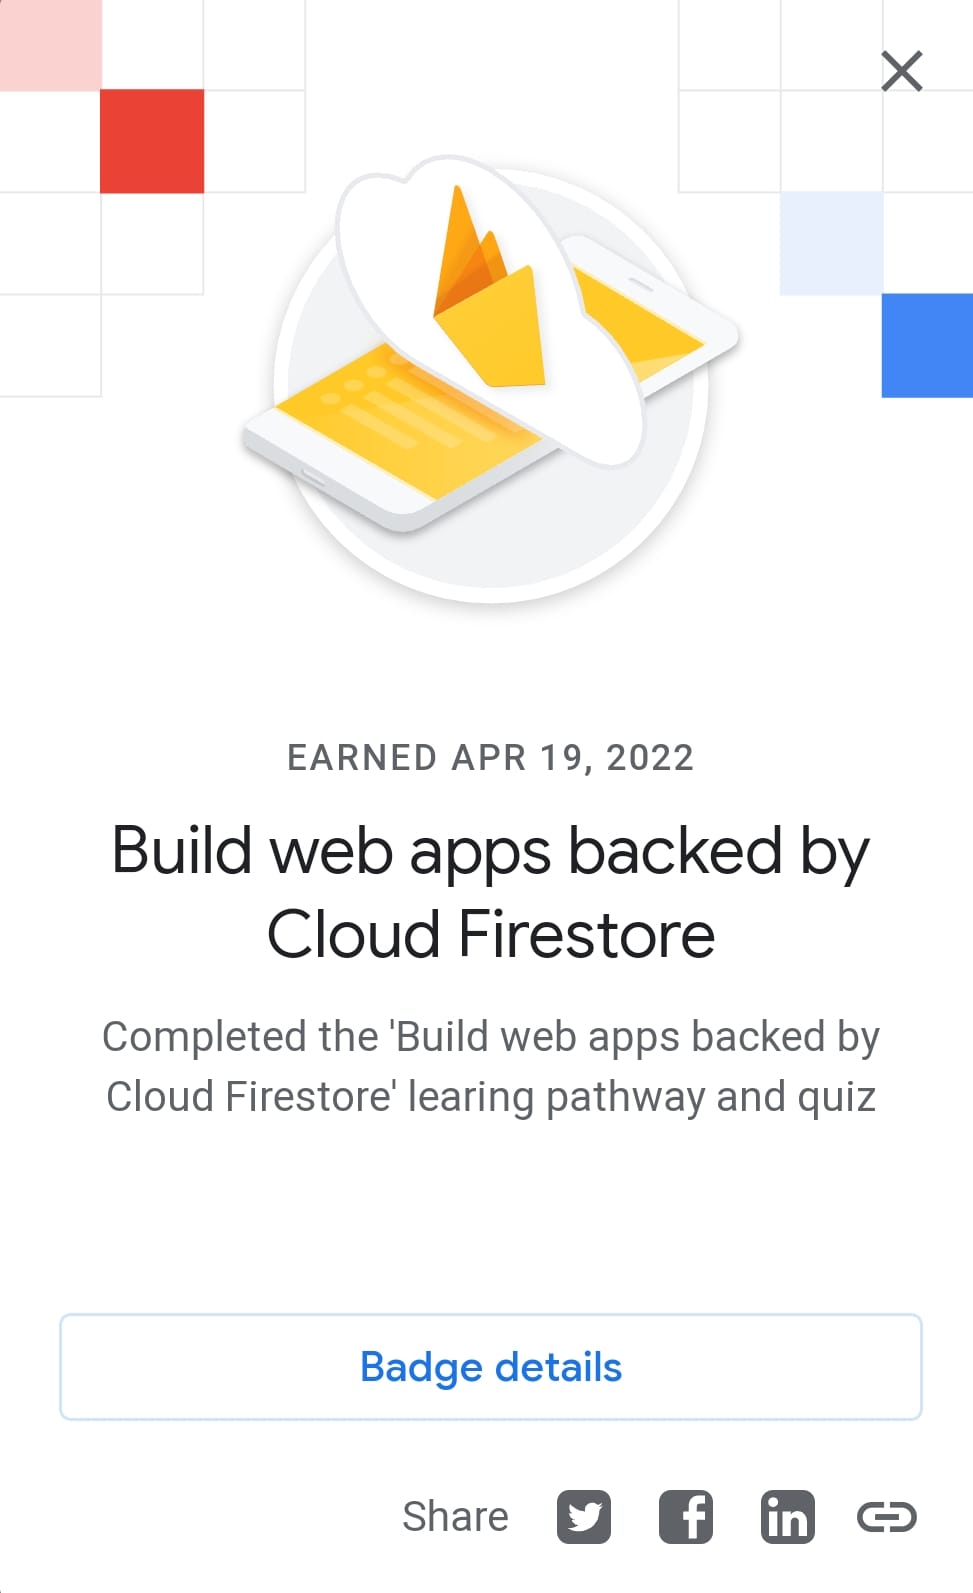 EARNED APR 19, 2022
Build web apps backed by
Cloud Firestore
Completed the 'Build web apps backed by
Cloud Firestore' learing pathway and quiz
Badge details
Share